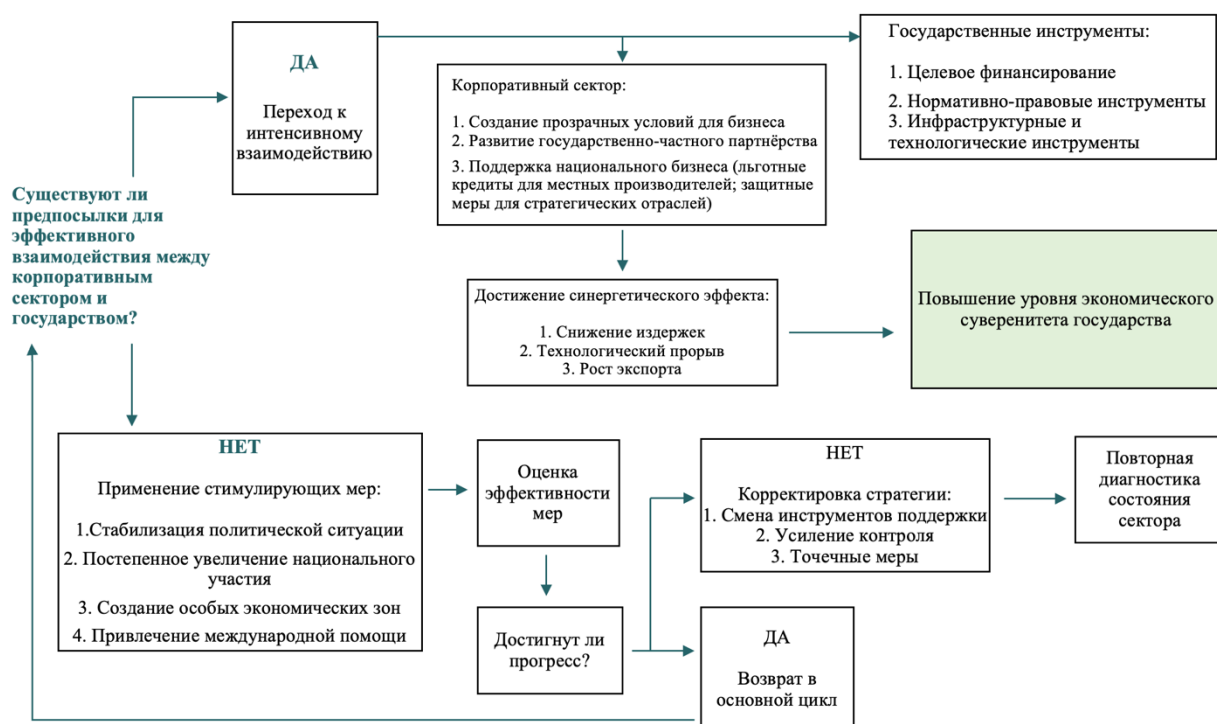 Существуют ли
предпосылки для
эффективного
взаимодействия между
корпоративным
сектором и
государством?
ДА
Переход к
интенсивному
взаимодействию
Корпоративный сектор:
1. Создание прозрачных условий для бизнеса
2. Развитие государственно-частного партнёрства
3. Поддержка национального бизнеса (льготные
кредиты для местных производителей; защитные
меры для стратегических отраслей)
Государственные инструменты:
1. Целевое финансирование
2. Нормативно-правовые инструменты
3. Инфраструктурные и
технологические инструменты
Достижение синергетического эффекта:
1. Снижение издержек
2. Технологический прорыв
3. Рост экспорта
Повышение уровня экономического
суверенитета государства
НЕТ
Применение стимулирующих мер:
1.Стабилизация политической ситуации
2. Постепенное увеличение национального
участия
3. Создание особых экономических зон
4. Привлечение международной помощи
Оценка
эффективности
мер
Достигнут ли
прогресс?
НЕТ
Корректировка стратегии:
1. Смена инструментов поддержки
2. Усиление контроля
3. Точечные меры
Повторная
диагностика
состояния
сектора
ДА
Возврат в
основной цикл